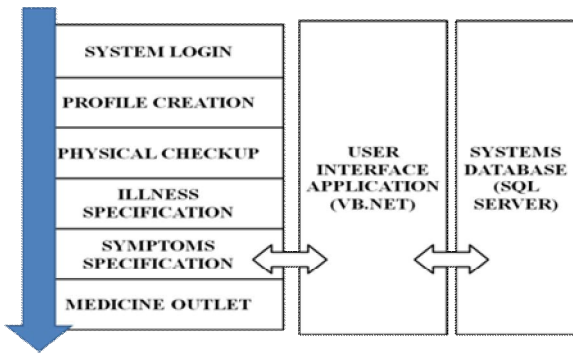 SYSTEM LOGIN
PROFILE CREATION
PHYSICAL CHECKUP
ILLNESS
SPECIFICATION
SYMPTOMS
SPECIFICATION
MEDICINE OUTLET
USER
INTERFACE
APPLICATION
(VB.NET)
SYSTEMS
DATABASE
(SQL
SERVER)